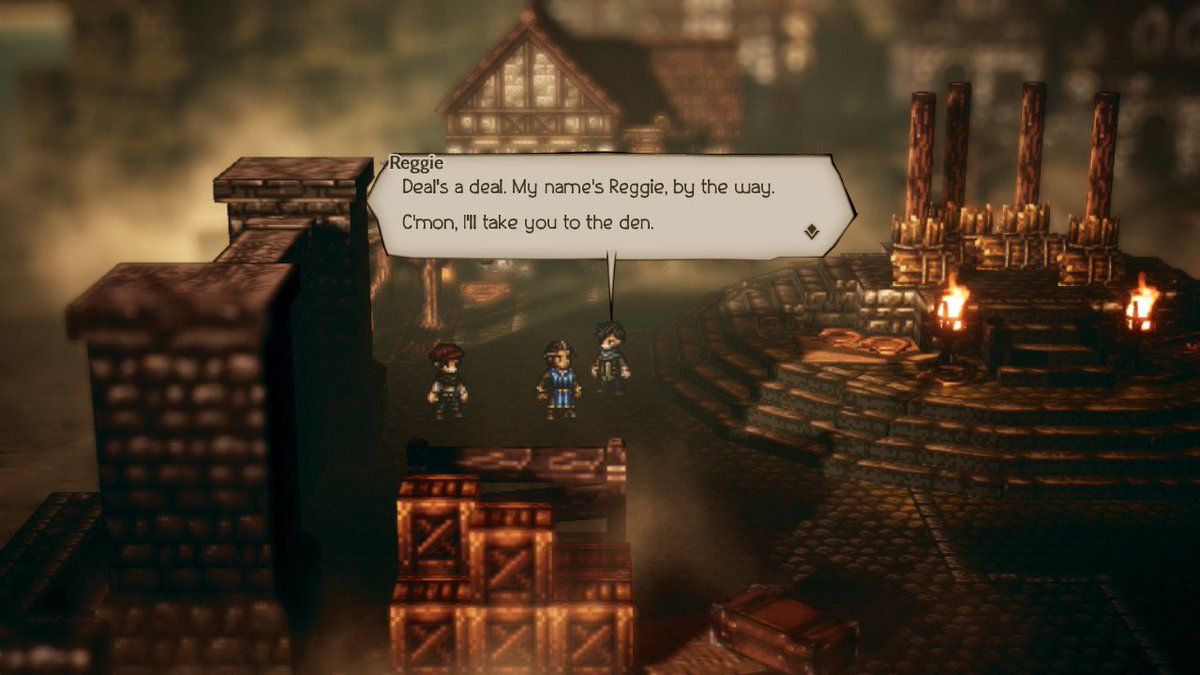 Reggie
Deal's a deal. My name's Reggie, by the way.
C'mon, I'll take you to the den.